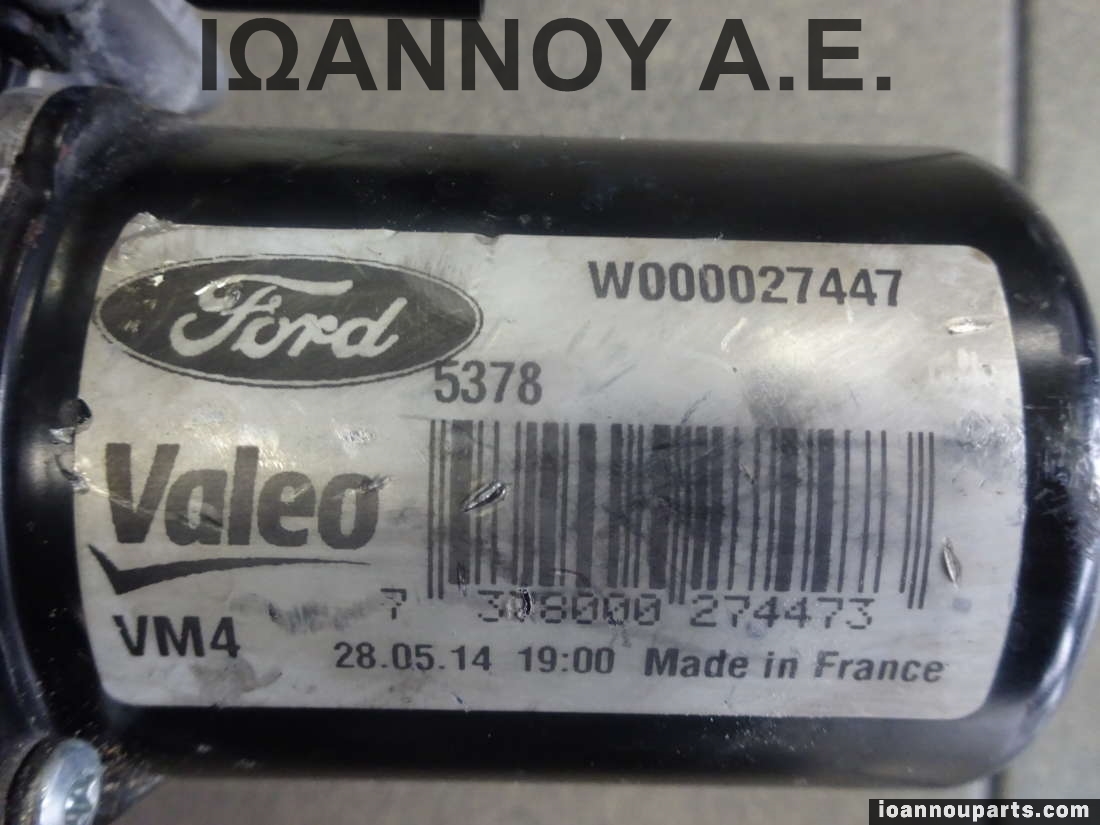 ΙΩΑΝΝΟΥ Α.Ε.
Ford
W000027447
5378
Valeo
7 308000 274473
VM4
28.05.14 19:00 Made in France
ioannouparts.com